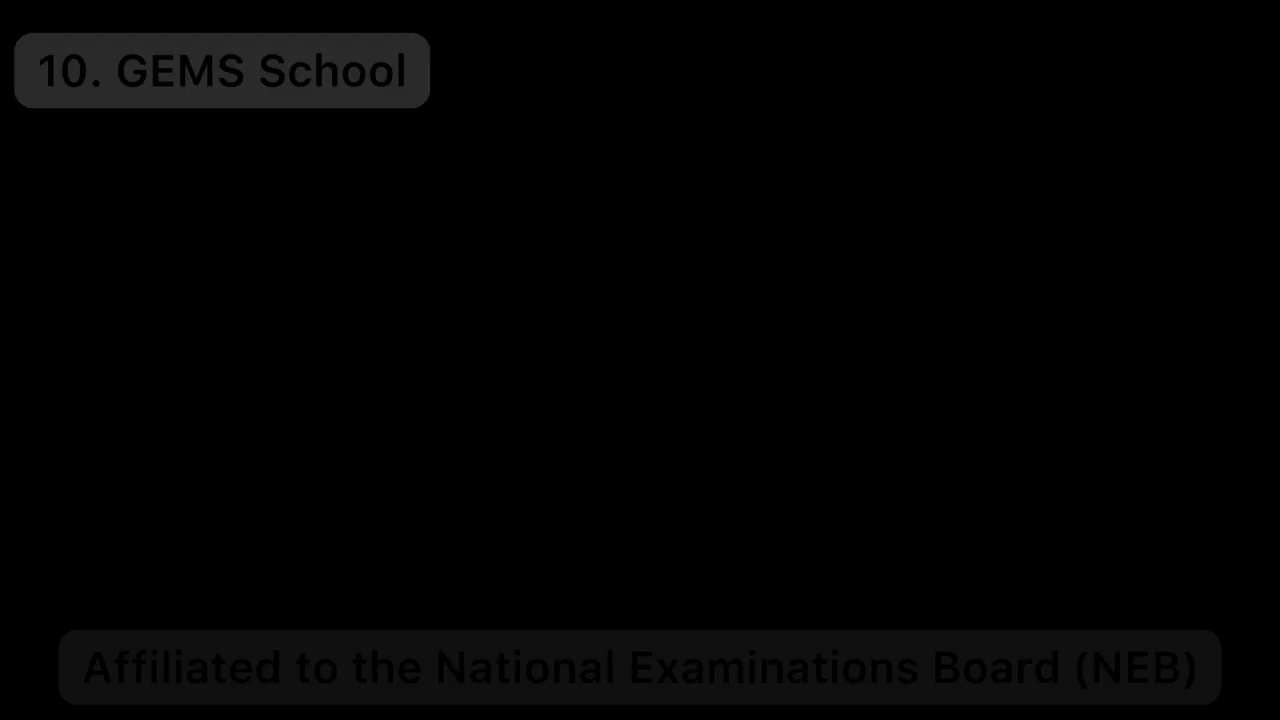 10. GEMS School
Affiliated to the National Examinations Board (NEB)